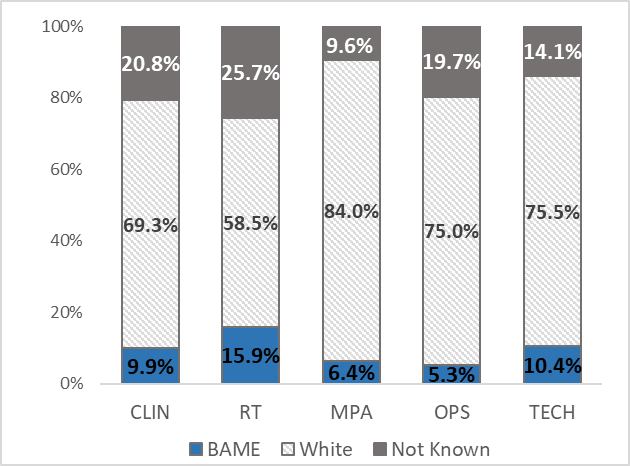 100%
20.8% 25.7% 9.6% 19.7% 14.1%
80%
69.3% 58.5% 84.0% 75.0% 75.5%
60%
40%
20%
9.9% 15.9% 6.4% 5.3% 10.4%
0%
CLIN RT MPA OPS TECH
BAME White Not Known